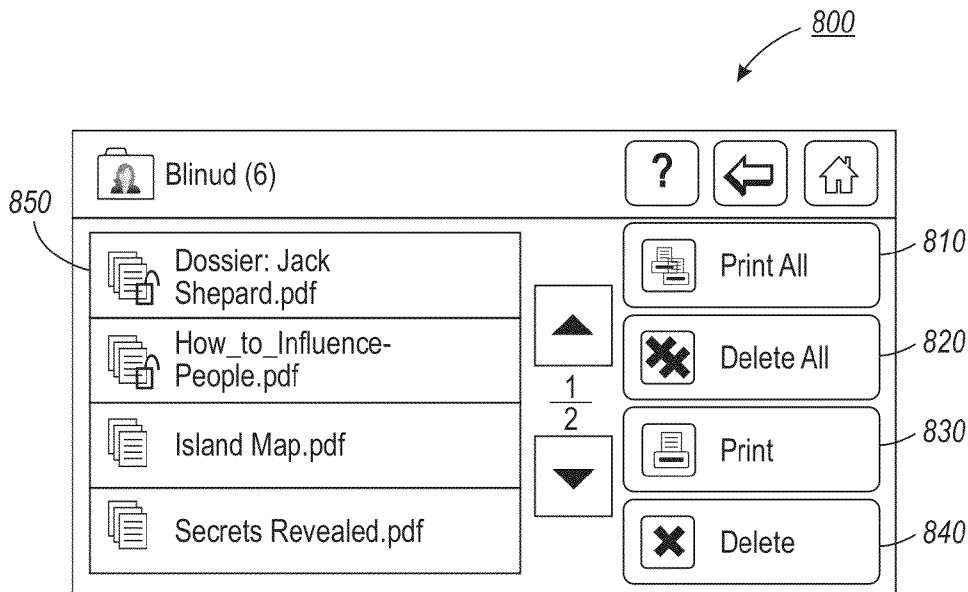 800
Blinud (6)
?
850
Dossier: Jack
Shepard.pdf
How_to_Influence-
People.pdf
Island Map.pdf
Secrets Revealed.pdf
1
2
Print All
810
Delete All
820
Print
830
Delete
840